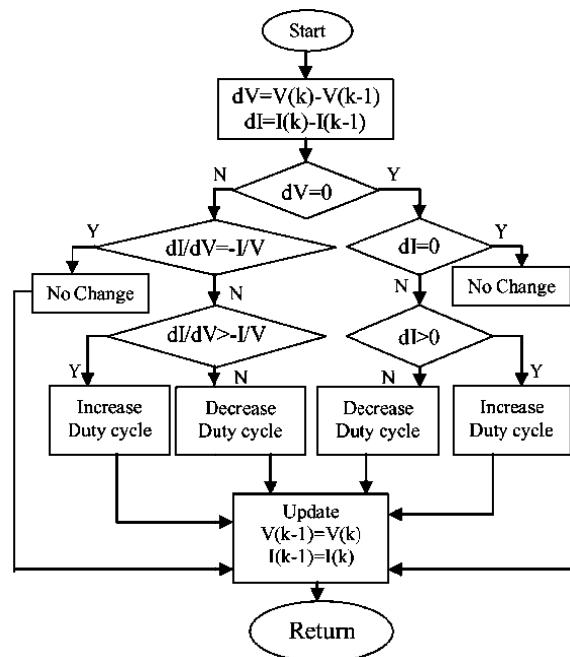 Start
dV=V(k)-V(k-1)
dI=I(k)-I(k-1)
N
Y
dV=0
Y
dI/dV=-I/V
dI=0
Y
No Change
N
N
No Change
dI/dV>-I/V
dI>0
Y
N
N
Y
Increase
Duty cycle
Decrease
Duty cycle
Decrease
Duty cycle
Increase
Duty cycle
Update
V(k-1)=V(k)
I(k-1)=I(k)
Return